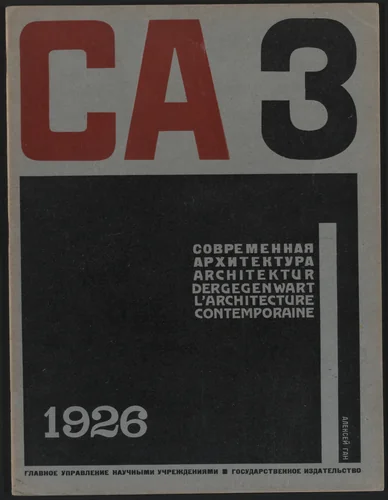 СА 3
СОВРЕМЕННАЯ
АРХИТЕКТУРА
ARCHITEKTUR
DERGEGENWART
L'ARCHITECTURE
CONTEMPORAINE
1926
АЛЕКСЕЙ ГАН
ГЛАВНОЕ УПРАВЛЕНИЕ НАУЧНЫМИ УЧРЕЖДЕНИЯМИ ■ ГОСУДАРСТВЕННОЕ ИЗДАТЕЛЬСТВО